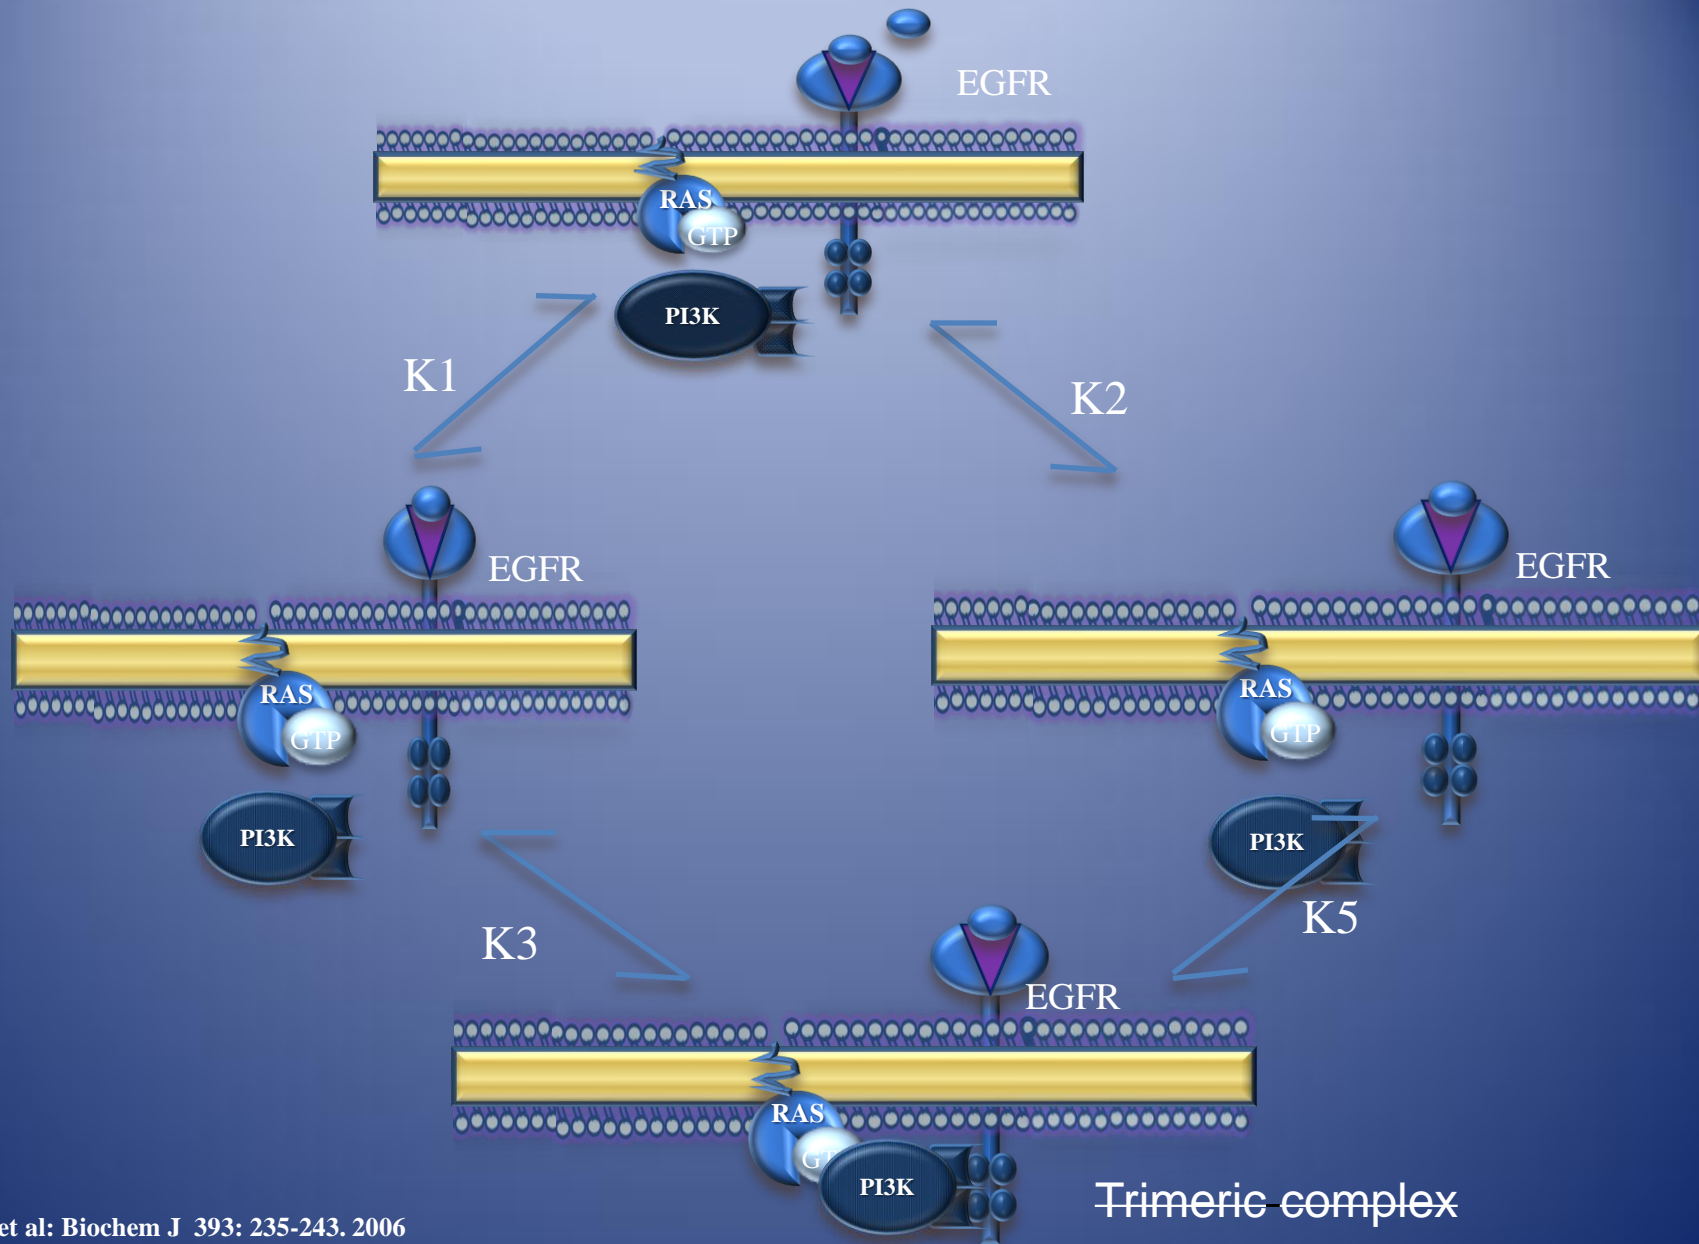 EGFR
RAS
GTP
PI3K
K1
K2
EGFR
EGFR
RAS
GTP
RAS
GTP
PI3K
PI3K
K5
K3
EGFR
RAS
GT
PI3K
Trimeric complex
et al: Biochem J 393: 235-243. 2006